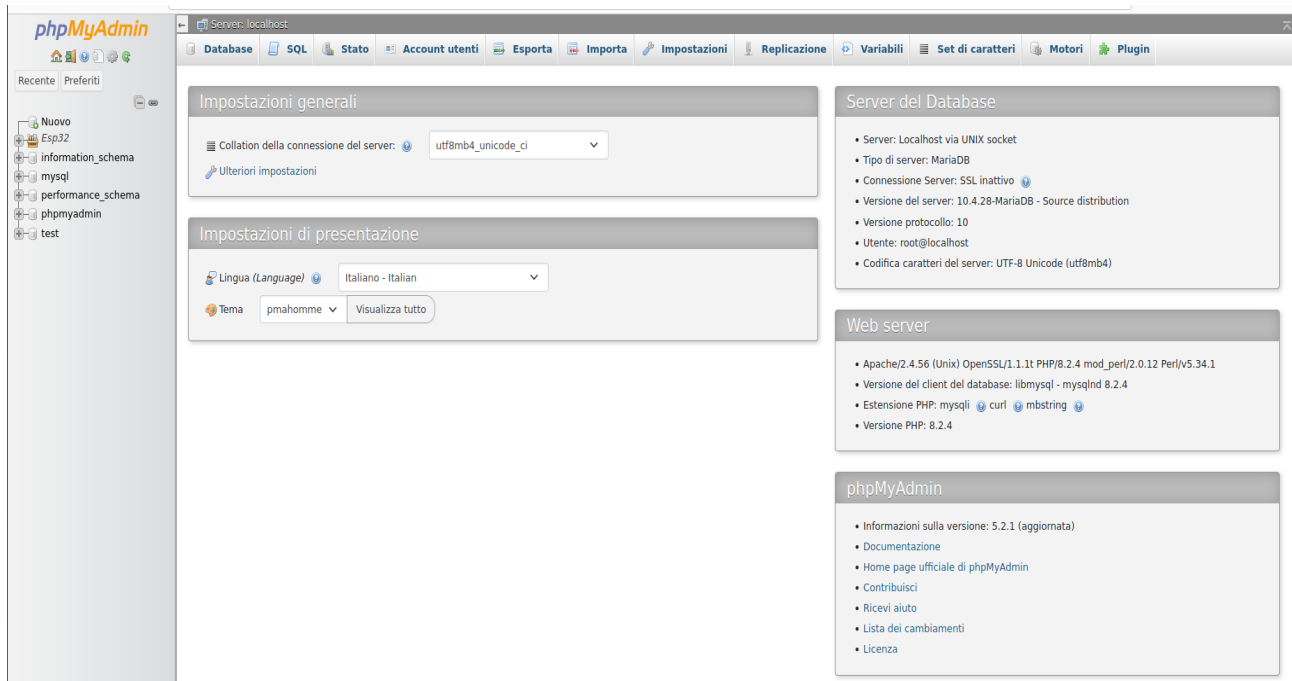 phpMyAdmin
Recente Preferiti
Nuovo
Esp32
information_schema
mysql
performance_schema
phpmyadmin
test
Server: localhost
Database SQL Stato Account utenti Esporta Importa Impostazioni Replicazione Variabili Set di caratteri Motori Plugin
Impostazioni generali
Collation della connessione del server: utf8mb4_unicode_ci
Ulteriori impostazioni
Impostazioni di presentazione
Lingua (Language) Italiano - Italian
Tema pmahomme Visualizza tutto
Server del Database
• Server: Localhost via UNIX socket
• Tipo di server: MariaDB
• Connessione Server: SSL inattivo
• Versione del server: 10.4.28-MariaDB - Source distribution
• Versione protocollo: 10
• Utente: root@localhost
• Codifica caratteri del server: UTF-8 Unicode (utf8mb4)
Web server
• Apache/2.4.56 (Unix) OpenSSL/1.1.1t PHP/8.2.4 mod_perl/2.0.12 Perl/v5.34.1
• Versione del client del database: libmysql - mysqlnd 8.2.4
• Estensione PHP: mysqli curl mbstring
• Versione PHP: 8.2.4
phpMyAdmin
• Informazioni sulla versione: 5.2.1 (aggiornata)
• Documentazione
• Home page ufficiale di phpMyAdmin
• Contribuisci
• Ricevi aiuto
• Lista dei cambiamenti
• Licenza